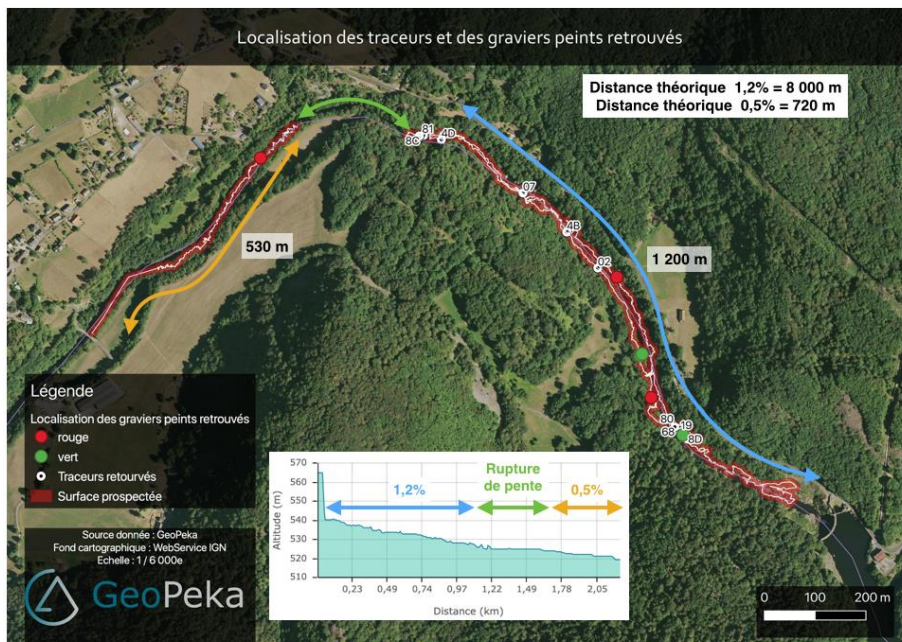 Localisation des traceurs et des graviers peints retrouvés
Distance théorique 1,2% = 8 000 m
Distance théorique 0,5% = 720 m
81
8C
4D
07
4B
02
530 m
1 200 m
80
19
68
8D
Légende
Localisation des graviers peints retrouvés
rouge
vert
Traceurs retourvés
Surface prospectée
Source donnée : GeoPeka
Fond cartographique : WebService IGN
Echelle : 1 / 6 000e
GeoPeka
570
560
550
540
530
520
510
Altitude (m)
1,2%
Rupture
de pente
0,5%
0,23
0,48
0,74
0,97
1,22
1,48
1,79
2,05
Distance (km)
0 100 200 m